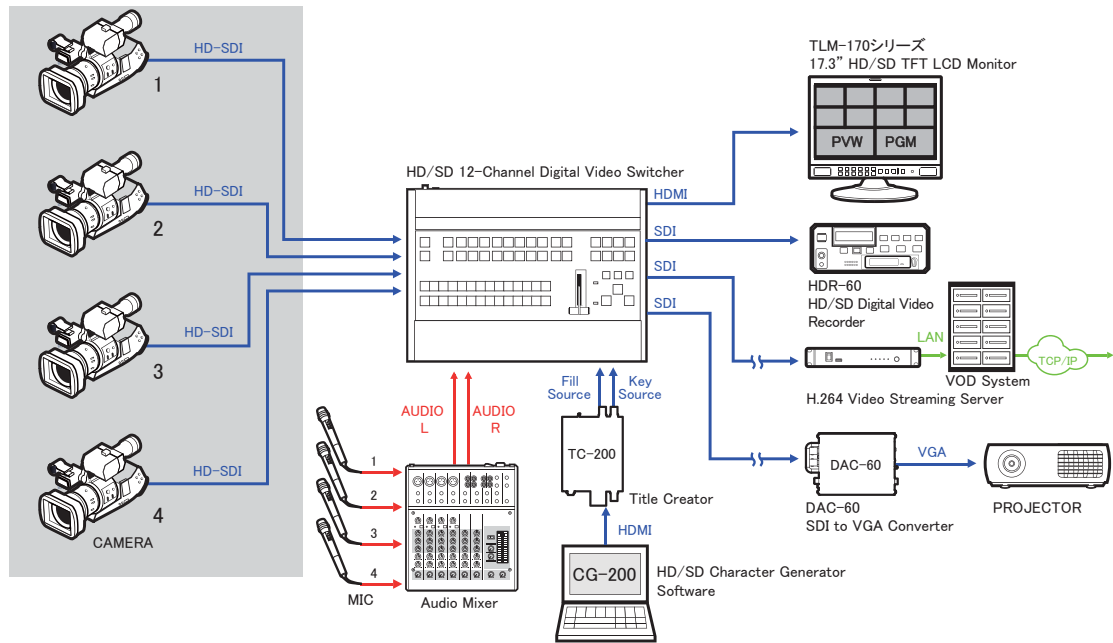 HD-SDI
1
HD-SDI
2
HD-SDI
3
HD-SDI
4
CAMERA
HD/SD 12-Channel Digital Video Switcher
HDMI
SDI
SDI
SDI
TLM-170シリーズ
17.3” HD/SD TFT LCD Monitor
PVW
PGM
HDR-60
HD/SD Digital Video
Recorder
LAN
TCP/IP
VOD System
H.264 Video Streaming Server
DAC-60
VGA
DAC-60
SDI to VGA Converter
PROJECTOR
AUDIO
L
AUDIO
R
Fill
Source
Key
Source
TC-200
Title Creator
HDMI
CG-200
HD/SD Character Generator
Software
1
2
3
4
MIC
Audio Mixer